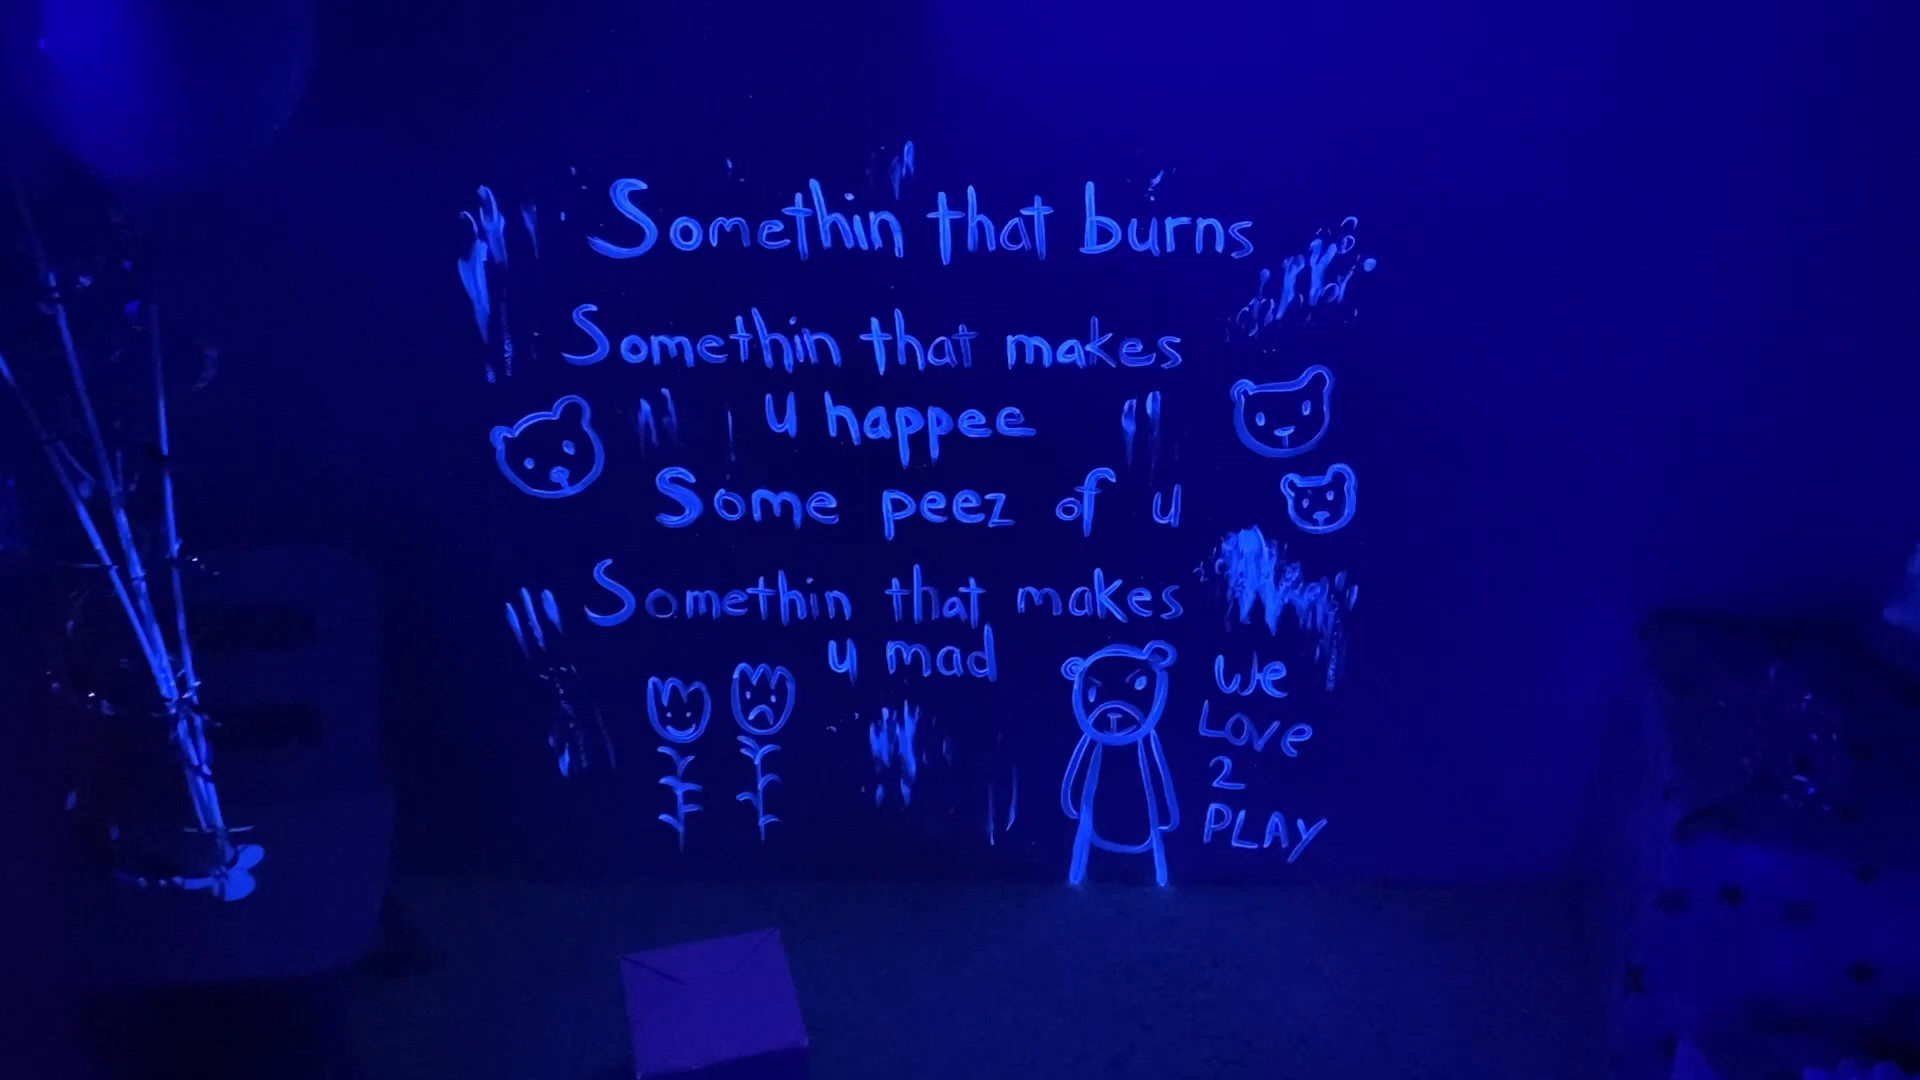 Somethin that burns
Somethin that makes
u happee
Some peez of u
Somethin that makes
u mad
We
Love
2
PLAY